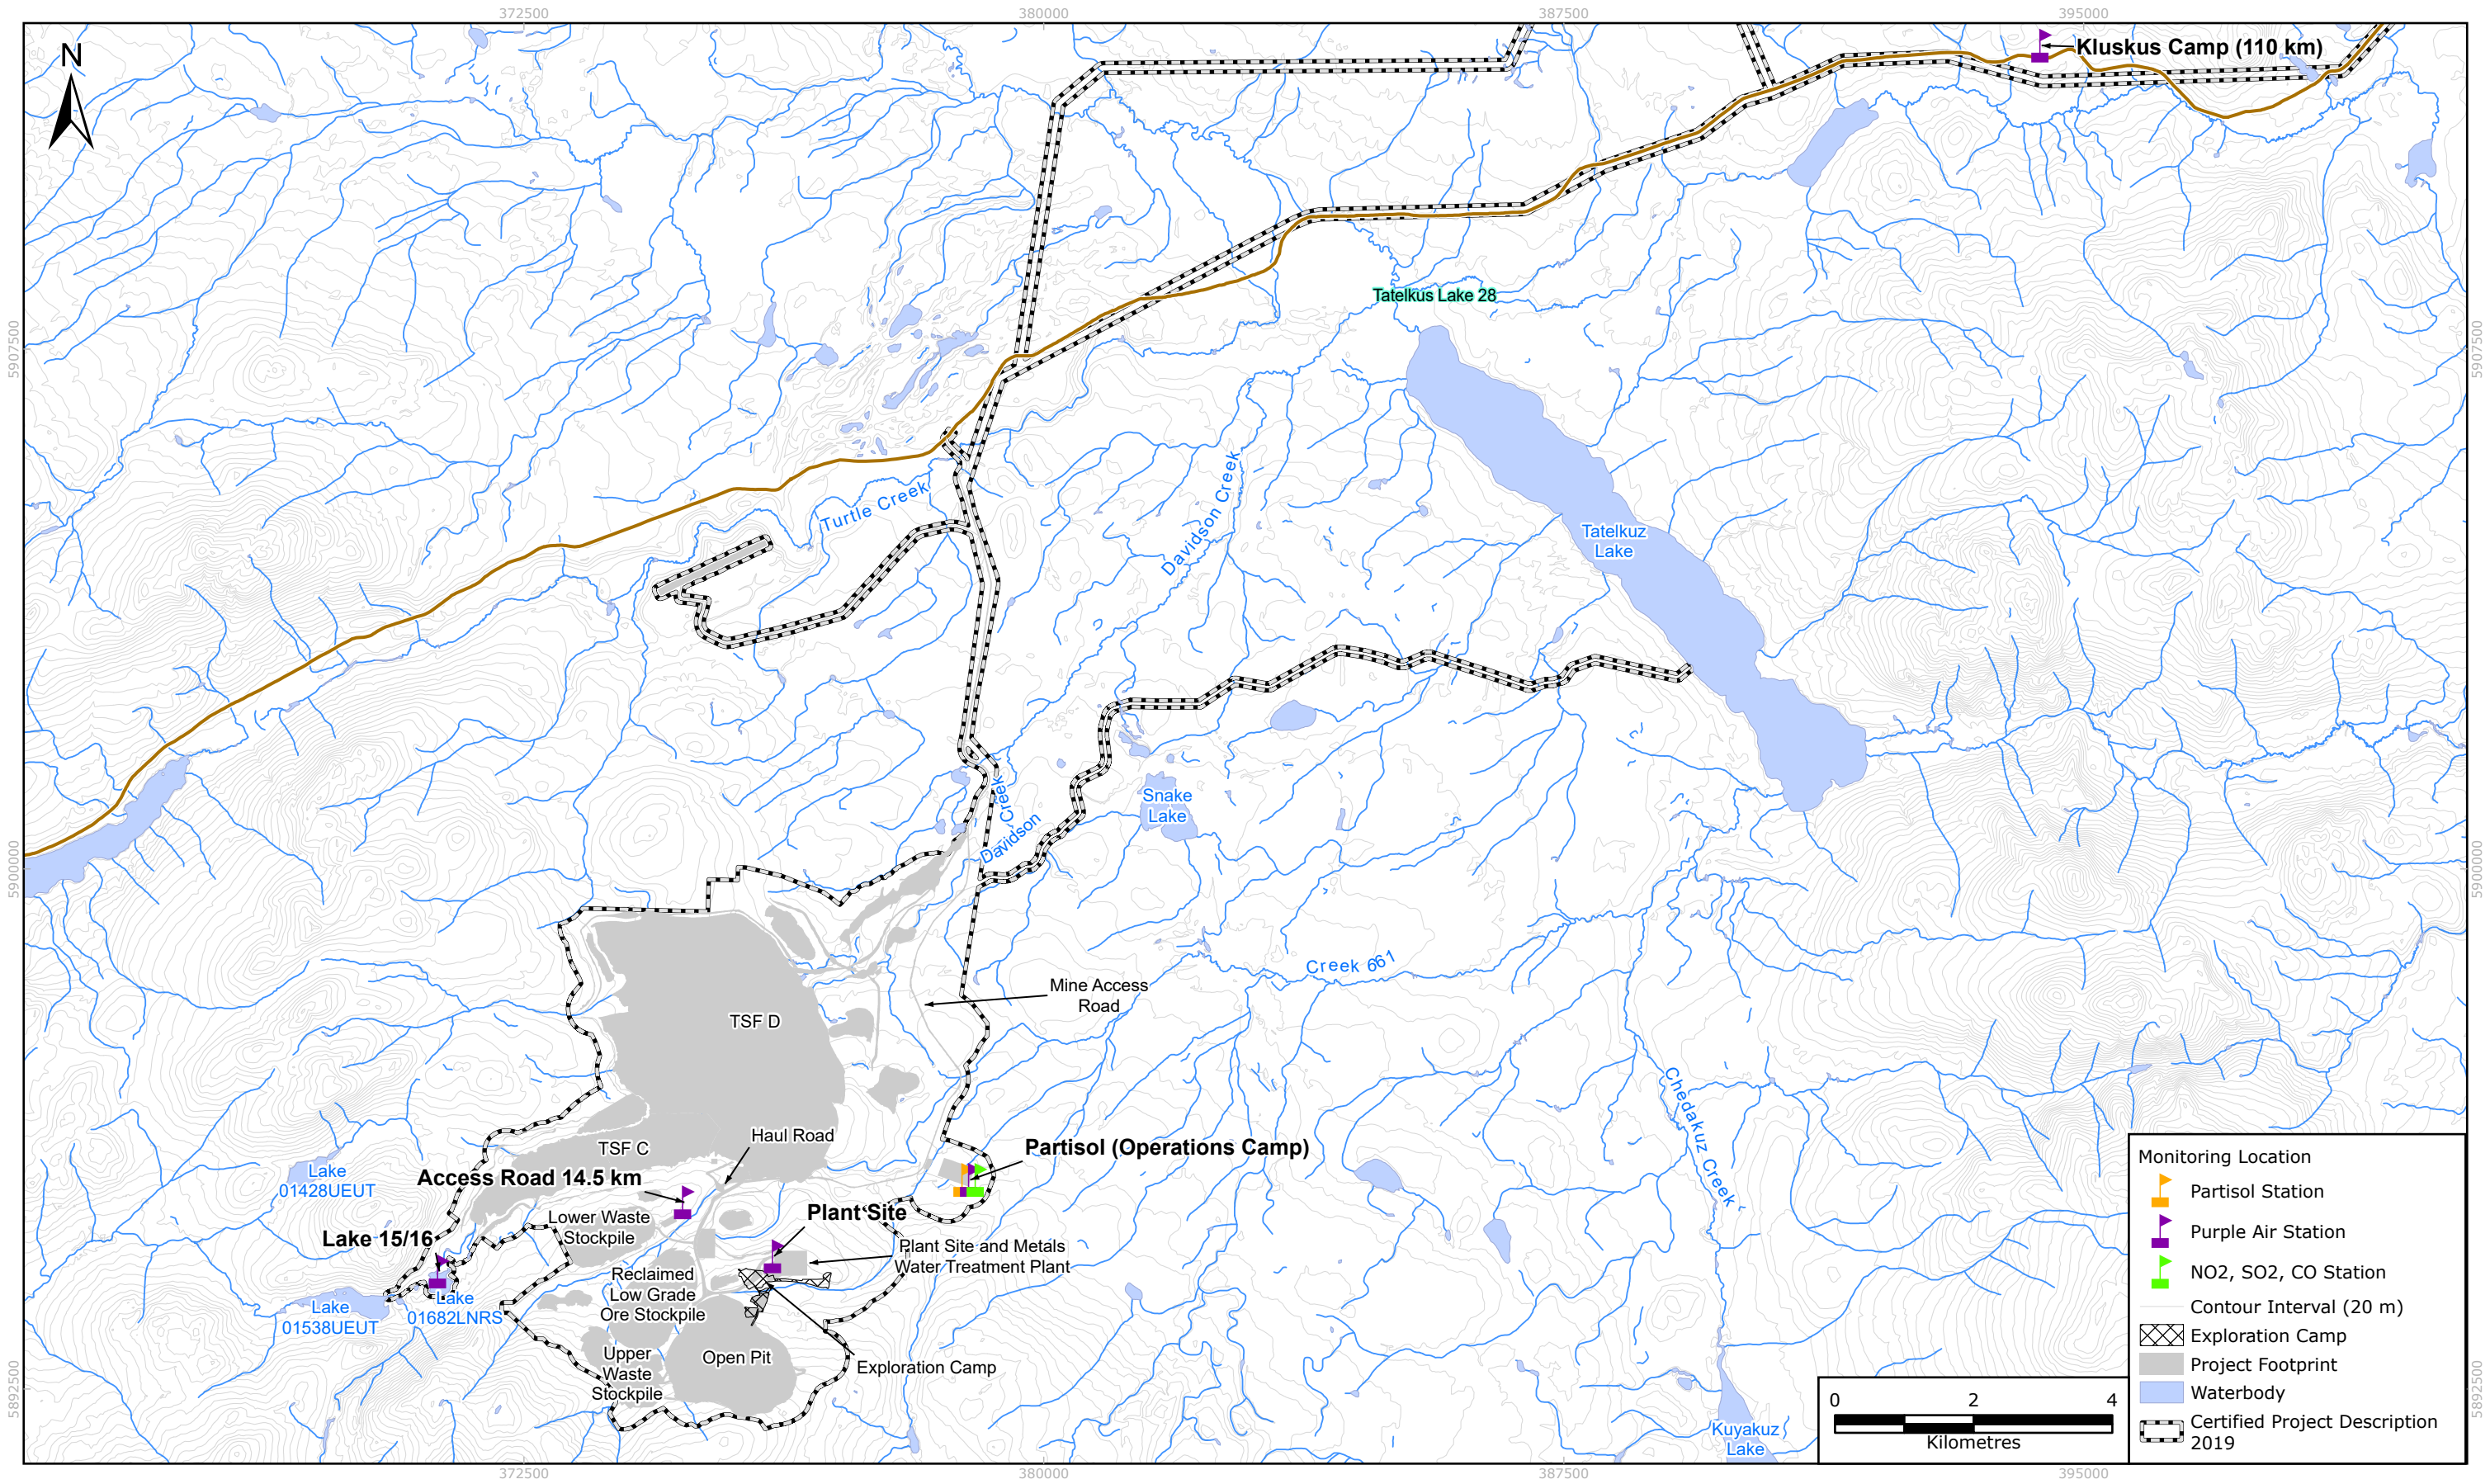 372500
380000
387500
395000
N
Kluskus Camp (110 km)
Tatelkus Lake 28
5907500
5907500
Turtle Creek
Davidson Creek
Tatelkuz
Lake
Snake
Lake
Davidson
Creek
5900000
5900000
Creek 661
Mine Access
Road
TSF D
Chedakuz Creek
Haul Road
TSF C
Partisol (Operations Camp)
Lake
01428UEUT
Access Road 14.5 km
Plant Site
Lower Waste
Stockpile
Lake 15/16
Plant Site and Metals
Water Treatment Plant
Reclaimed
Low Grade
Ore Stockpile
Lake
01538UEUT
Lake
01682LNRS
Upper
Waste
Stockpile
Open Pit
Exploration Camp
Kuyakuz
Lake
5892500
5892500
0
2
4
Kilometres
Monitoring Location
Partisol Station
Purple Air Station
NO2, SO2, CO Station
Contour Interval (20 m)
Exploration Camp
Project Footprint
Waterbody
Certified Project Description
2019
372500
380000
387500
395000